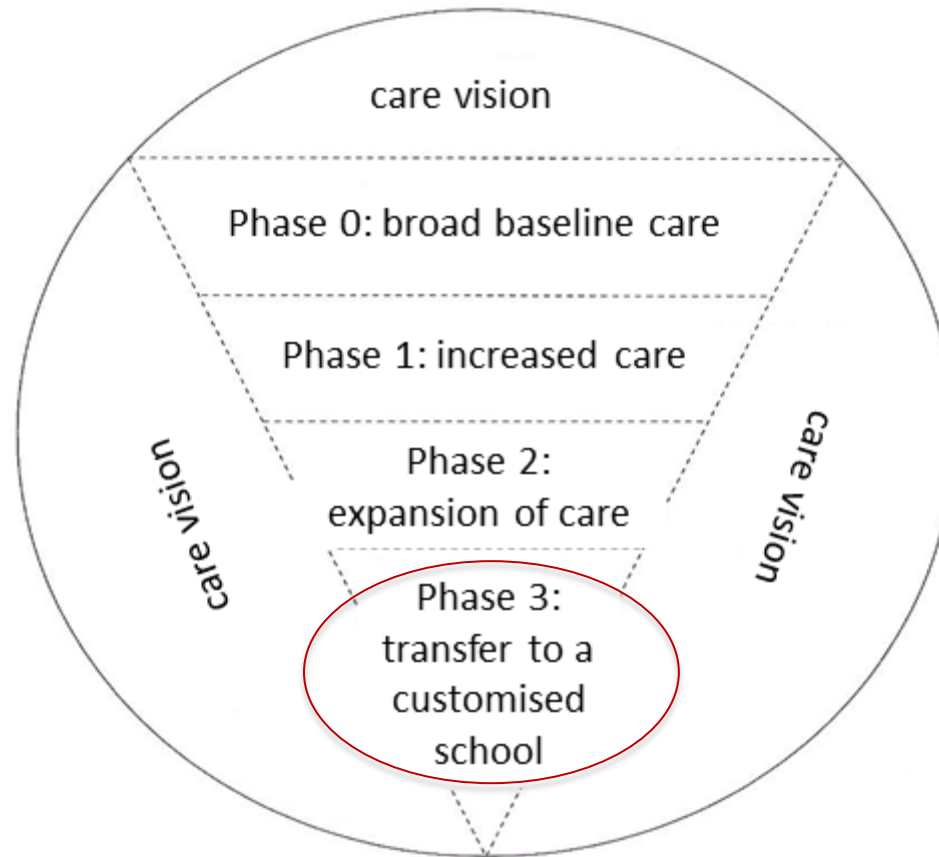 care vision
Phase 0: broad baseline care
Phase 1: increased care
Phase 2:
expansion of care
care vision
care vision
Phase 3:
transfer to a
customised
school